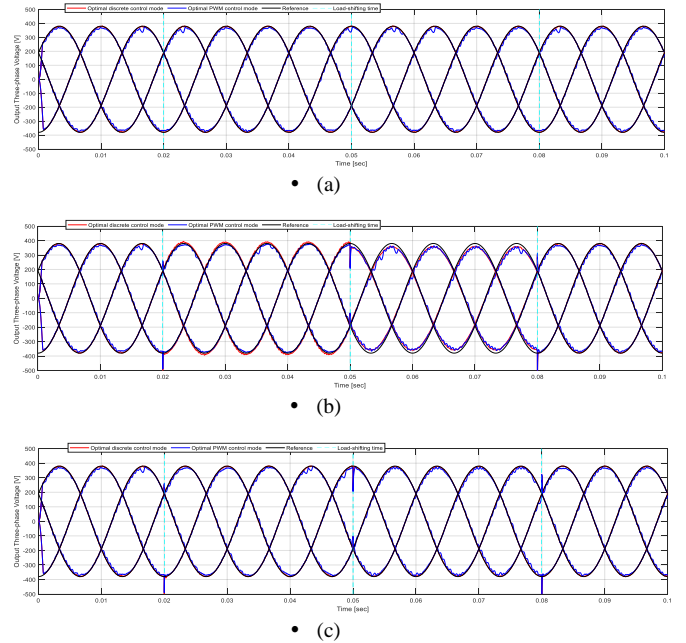 Optimal discrete control mode Optimal PWM control mode Reference Load-shifting time
Output Three-phase Voltage [V]
500
400
300
200
100
0
-100
-200
-300
-400
-500
0 0.01 0.02 0.03 0.04 0.05 0.06 0.07 0.08 0.09 0.1
Time [sec]
• (a)
Optimal discrete control mode Optimal PWM control mode Reference Load-shifting time
Output Three-phase Voltage [V]
500
400
300
200
100
0
-100
-200
-300
-400
-500
0 0.01 0.02 0.03 0.04 0.05 0.06 0.07 0.08 0.09 0.1
Time [sec]
• (b)
Optimal discrete control mode Optimal PWM control mode Reference Load-shifting time
Output Three-phase Voltage [V]
500
400
300
200
100
0
-100
-200
-300
-400
-500
0 0.01 0.02 0.03 0.04 0.05 0.06 0.07 0.08 0.09 0.1
Time [sec]
• (c)